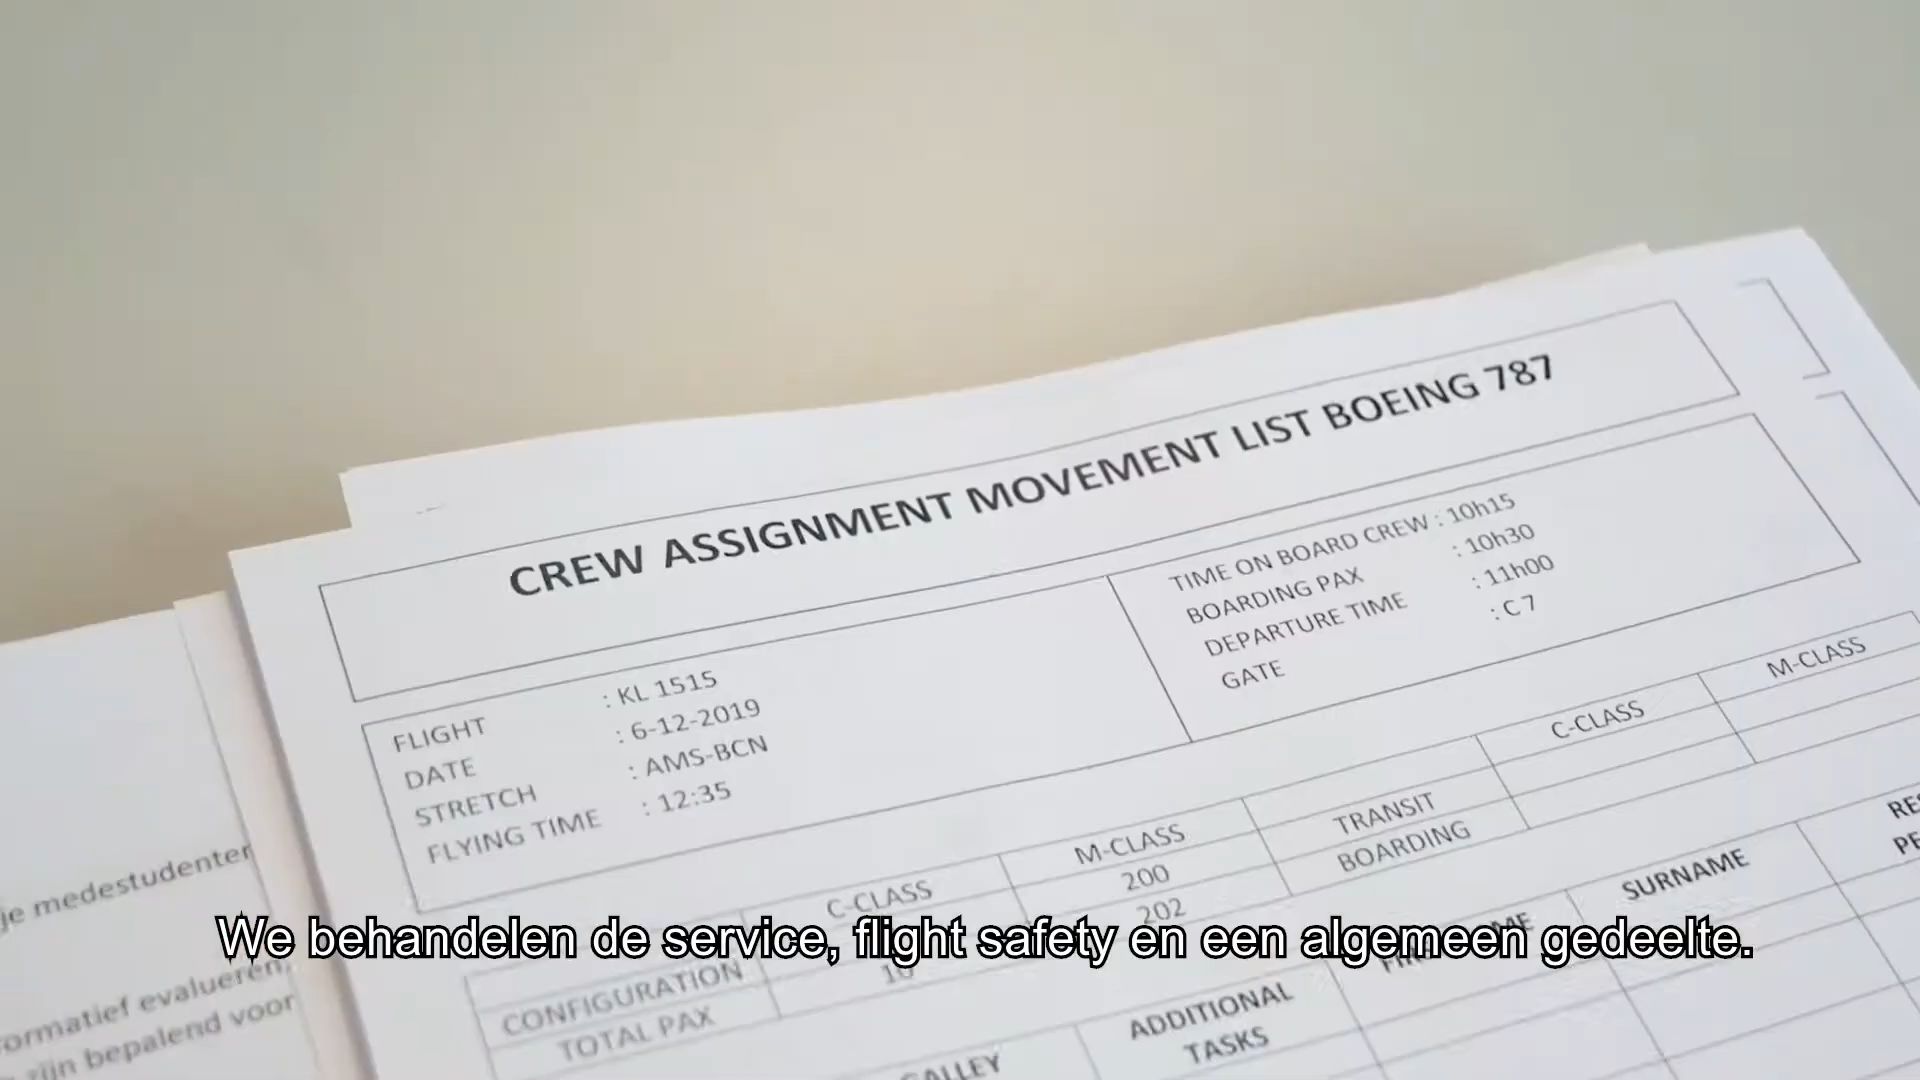 CREW ASSIGNMENT MOVEMENT LIST BOEING 787
FLIGHT : KL 1515
DATE : 6-12-2019
STRETCH : AMS-BCN
FLYING TIME : 12:35
TIME ON BOARD CREW : 10h15
BOARDING PAX : 10h30
DEPARTURE TIME : 11h00
GATE : C 7
C-CLASS M-CLASS
TRANSIT
BOARDING
C-CLASS M-CLASS
CONFIGURATION 200
TOTAL PAX 202
ADDITIONAL
TASKS
SURNAME
je medestudenten
formatief evalueren,
zijn bepalend voor
We behandelen de service, flight safety en een algemeen gedeelte.